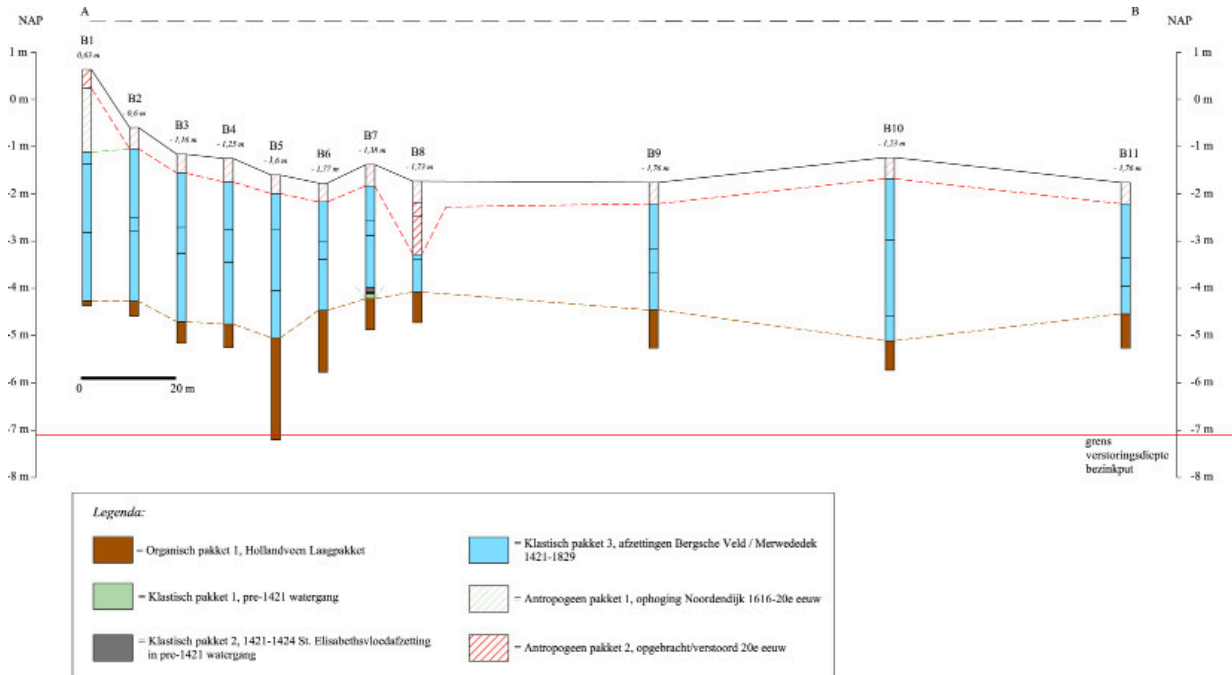 A B
NAP NAP
B1
0,63 m
B2
0,6 m
B3
- 1,16 m
B4
- 1,25 m
B5
- 1,6 m
B6
- 1,77 m
B7
- 1,38 m
B8
- 1,73 m
B9
- 1,76 m
B10
- 1,23 m
B11
- 1,76 m
1 m 1 m
0 m 0 m
-1 m -1 m
-2 m -2 m
-3 m -3 m
-4 m -4 m
-5 m -5 m
-6 m -6 m
-7 m -7 m
-8 m -8 m
0 20 m
grens
verstoringsdiepte
bezinkput
Legenda:
= Organisch pakket 1, Hollandveen Laagpakket
= Klastisch pakket 1, pre-1421 watergang
= Klastisch pakket 2, 1421-1424 St. Elisabethsvloedafzetting
in pre-1421 watergang
= Klastisch pakket 3, afzettingen Bergsche Veld / Merwededek
1421-1829
= Antropogeen pakket 1, ophoging Noordendijk 1616-20e eeuw
= Antropogeen pakket 2, opgebracht/verstoord 20e eeuw